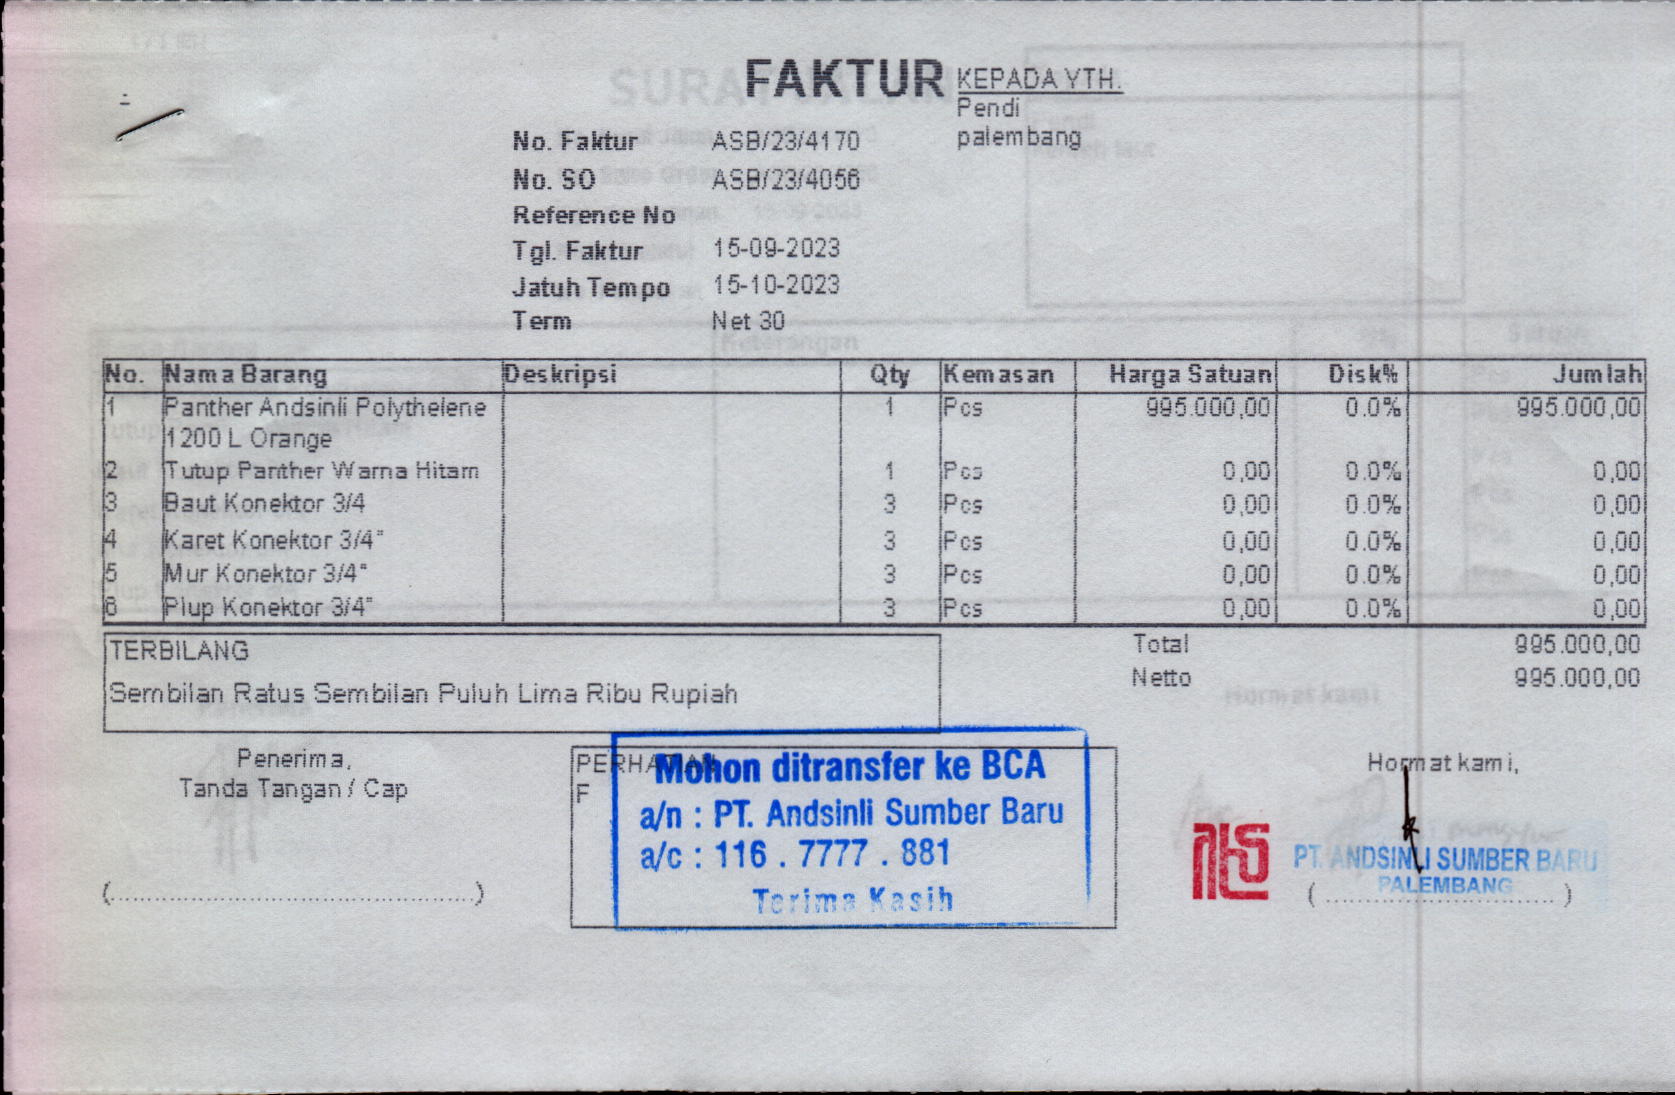 FAKTUR
KEPADA YTH.
Pendi
palembang
No. Faktur ASB/23/4170
No. SO ASB/23/4056
Reference No
Tgl. Faktur 15-09-2023
Jatuh Tempo 15-10-2023
Term Net 30
No. Nama Barang Deskripsi Qty Kemasan Harga Satuan Disk% Jumlah
1 Panther Andsinli Polythelene 1 Pcs 995.000,00 0.0% 995.000,00
1200 L Orange
2 Tutup Panther Warna Hitam 1 Pcs 0,00 0.0% 0,00
3 Baut Konektor 3/4 3 Pcs 0,00 0.0% 0,00
4 Karet Konektor 3/4" 3 Pcs 0,00 0.0% 0,00
5 Mur Konektor 3/4" 3 Pcs 0,00 0.0% 0,00
6 Plup Konektor 3/4" 3 Pcs 0,00 0.0% 0,00
TERBILANG
Sembilan Ratus Sembilan Puluh Lima Ribu Rupiah
Total 995.000,00
Netto 995.000,00
Penerima,
Tanda Tangan / Cap
(................................................)
PERHATIAN
F
Mohon ditransfer ke BCA
a/n : PT. Andsinli Sumber Baru
a/c : 116 . 7777 . 881
Terima Kasih
Hormat kami,
PT. ANDSINLI SUMBER BARU
PALEMBANG
(..............................)